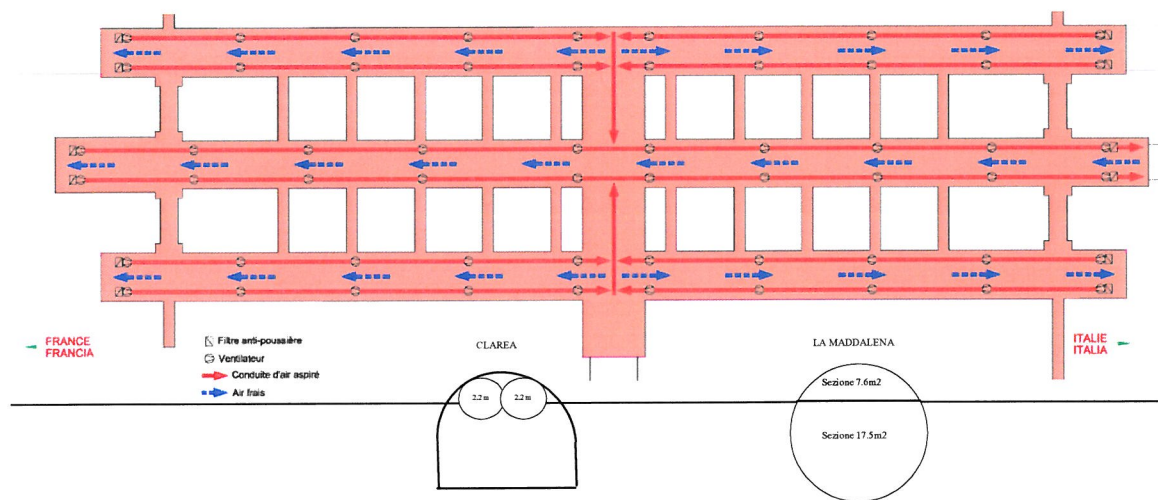 FRANCE
FRANCIA
Filtre anti-poussière
Ventilateur
Conduite d'air aspiré
Air frais
CLAREA
2.2 m
2.2 m
LA MADDALENA
Sezione 7.6m2
Sezione 17.5m2
ITALIE
ITALIA